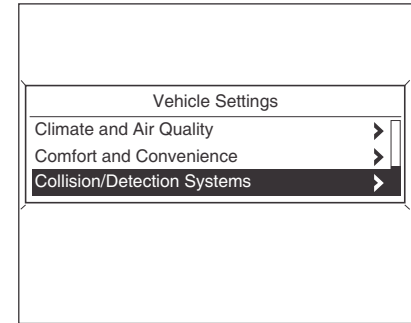 Vehicle Settings
Climate and Air Quality
Comfort and Convenience
Collision/Detection Systems